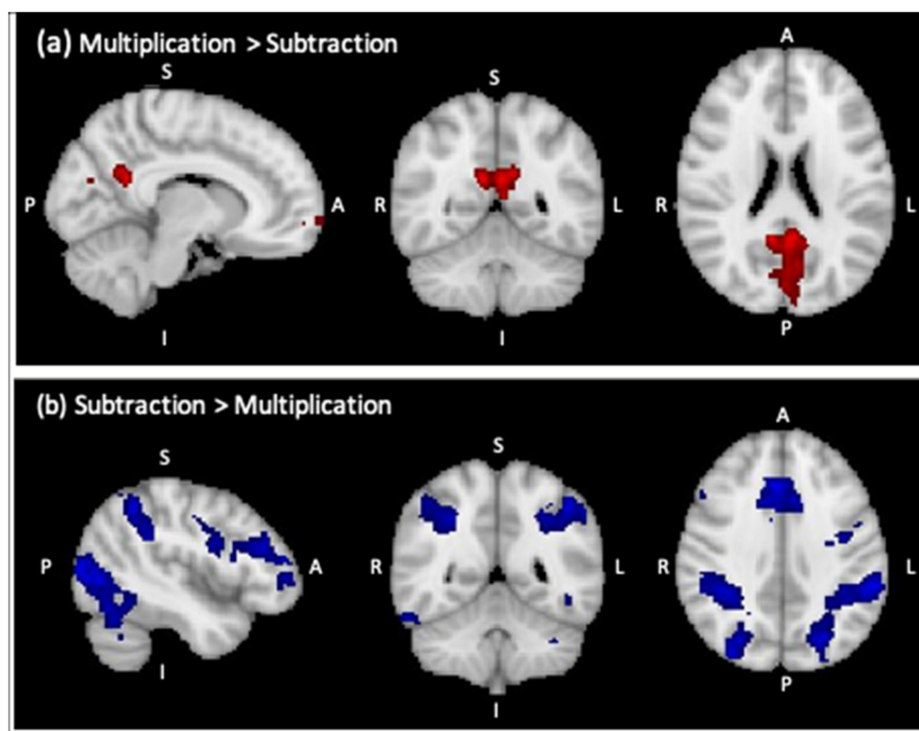 (a) Multiplication > Subtraction
S
S
A
P
A
R
L
R
L
I
I
P
(b) Subtraction > Multiplication
S
S
A
P
A
R
L
R
L
I
I
P